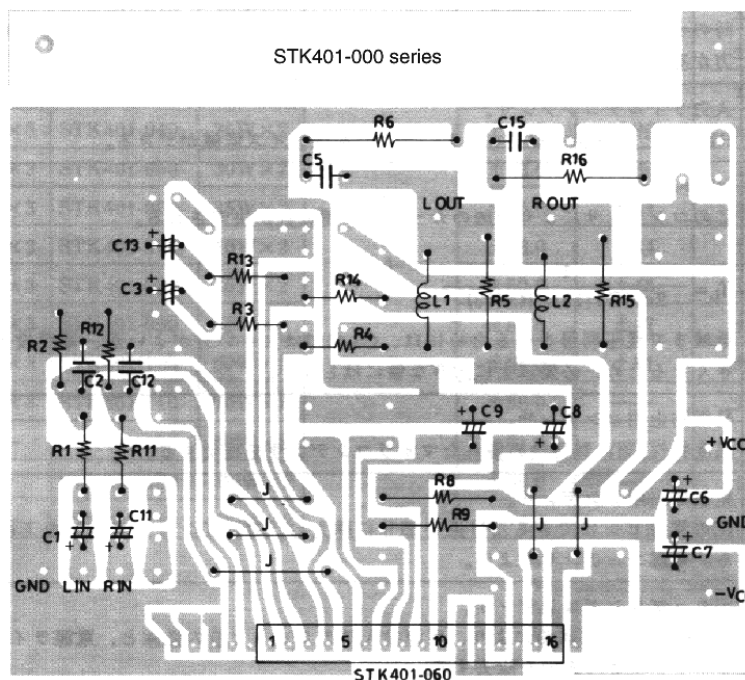 STK401-000 series
R6
C15
C5
R16
L OUT
R OUT
+
C13
R13
+
C3
R14
R3
L1
R5
L2
R15
R2
R12
R4
C2
C12
+
C9
C8
+
R1
R11
+VCC
J
R8
+
C6
C1
C11
J
R9
J
J
GND
+
+
+
C7
J
GND
L IN
R IN
-VCC
1
5
10
16
STK401-060